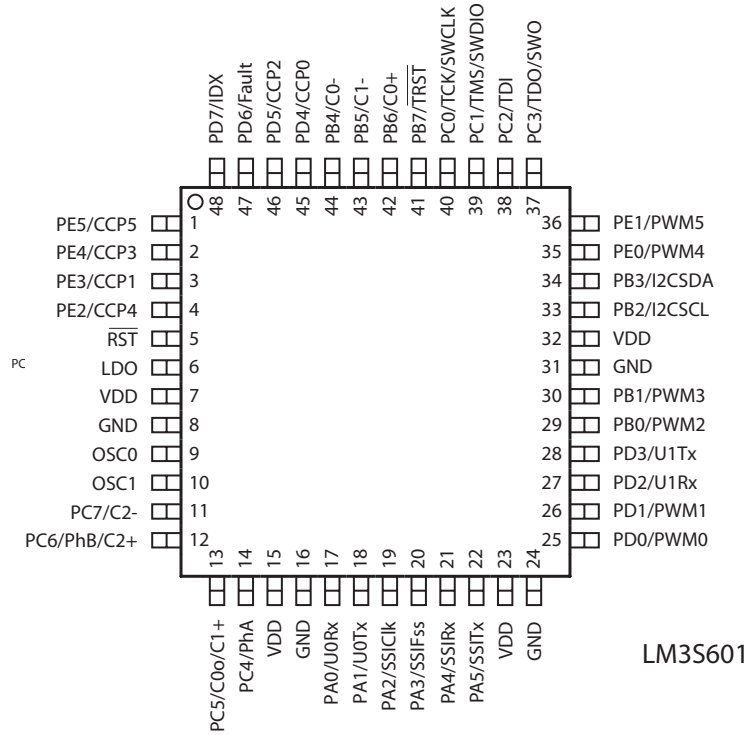 PD7/IDX
PD6/Fault
PD5/CCP2
PD4/CCP0
PB4/C0-
PB5/C1-
PB6/C0+
PB7/TRST
PC0/TCK/SWCLK
PC1/TMS/SWDIO
PC2/TDI
PC3/TDO/SWO
48 47 46 45 44 43 42 41 40 39 38 37
PE5/CCP5 1
PE4/CCP3 2
PE3/CCP1 3
PE2/CCP4 4
RST 5
PC
LDO 6
VDD 7
GND 8
OSC0 9
OSC1 10
PC7/C2- 11
PC6/PhB/C2+ 12
36 PE1/PWM5
35 PE0/PWM4
34 PB3/I2CSDA
33 PB2/I2CSCL
32 VDD
31 GND
30 PB1/PWM3
29 PB0/PWM2
28 PD3/U1Tx
27 PD2/U1Rx
26 PD1/PWM1
25 PD0/PWM0
13 14 15 16 17 18 19 20 21 22 23 24
PC5/C0o/C1+
PC4/PhA
VDD
GND
PA0/U0Rx
PA1/U0Tx
PA2/SSIClk
PA3/SSIFss
PA4/SSIRx
PA5/SSITx
VDD
GND
LM3S601